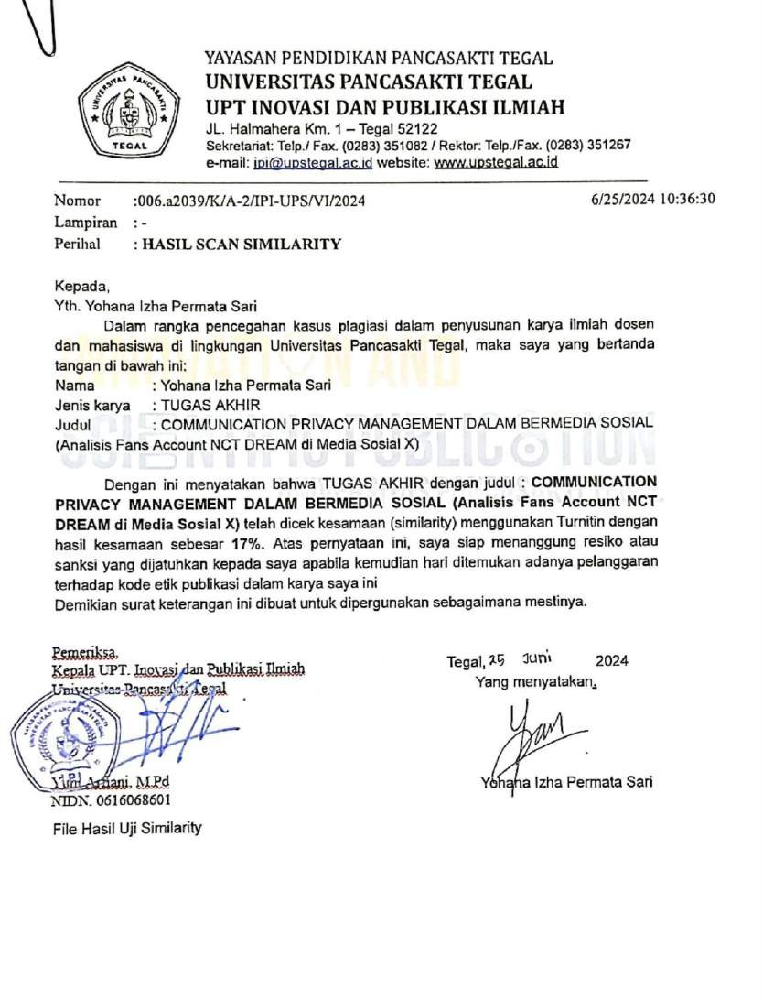 YAYASAN PENDIDIKAN PANCASAKTI TEGAL
UNIVERSITAS PANCASAKTI TEGAL
UPT INOVASI DAN PUBLIKASI ILMIAH
JL. Halmahera Km. 1 – Tegal 52122
Sekretariat: Telp./ Fax. (0283) 351082 / Rektor: Telp./Fax. (0283) 351267
e-mail: ipi@upstegal.ac.id website: www.upstegal.ac.id
UNIVERSITAS PANCASAKTI
TEGAL
Nomor :006.a2039/K/A-2/IPI-UPS/VI/2024 6/25/2024 10:36:30
Lampiran : -
Perihal : HASIL SCAN SIMILARITY
Kepada,
Yth. Yohana Izha Permata Sari
Dalam rangka pencegahan kasus plagiasi dalam penyusunan karya ilmiah dosen
dan mahasiswa di lingkungan Universitas Pancasakti Tegal, maka saya yang bertanda
tangan di bawah ini:
Nama : Yohana Izha Permata Sari
Jenis karya : TUGAS AKHIR
Judul : COMMUNICATION PRIVACY MANAGEMENT DALAM BERMEDIA SOSIAL
(Analisis Fans Account NCT DREAM di Media Sosial X)
INNOVATION AND
SCIENTIFIC PUBLICATION
Dengan ini menyatakan bahwa TUGAS AKHIR dengan judul : COMMUNICATION
PRIVACY MANAGEMENT DALAM BERMEDIA SOSIAL (Analisis Fans Account NCT
DREAM di Media Sosial X) telah dicek kesamaan (similarity) menggunakan Turnitin dengan
hasil kesamaan sebesar 17%. Atas pernyataan ini, saya siap menanggung resiko atau
sanksi yang dijatuhkan kepada saya apabila kemudian hari ditemukan adanya pelanggaran
terhadap kode etik publikasi dalam karya saya ini
Demikian surat keterangan ini dibuat untuk dipergunakan sebagaimana mestinya.
Pemeriksa,
Kepala UPT. Inovasi dan Publikasi Ilmiah
Universitas Pancasakti Tegal
IPI
M.Pd
NIDN. 0616068601
Tegal, 25 Juni 2024
Yang menyatakan,
Yohana Izha Permata Sari
File Hasil Uji Similarity